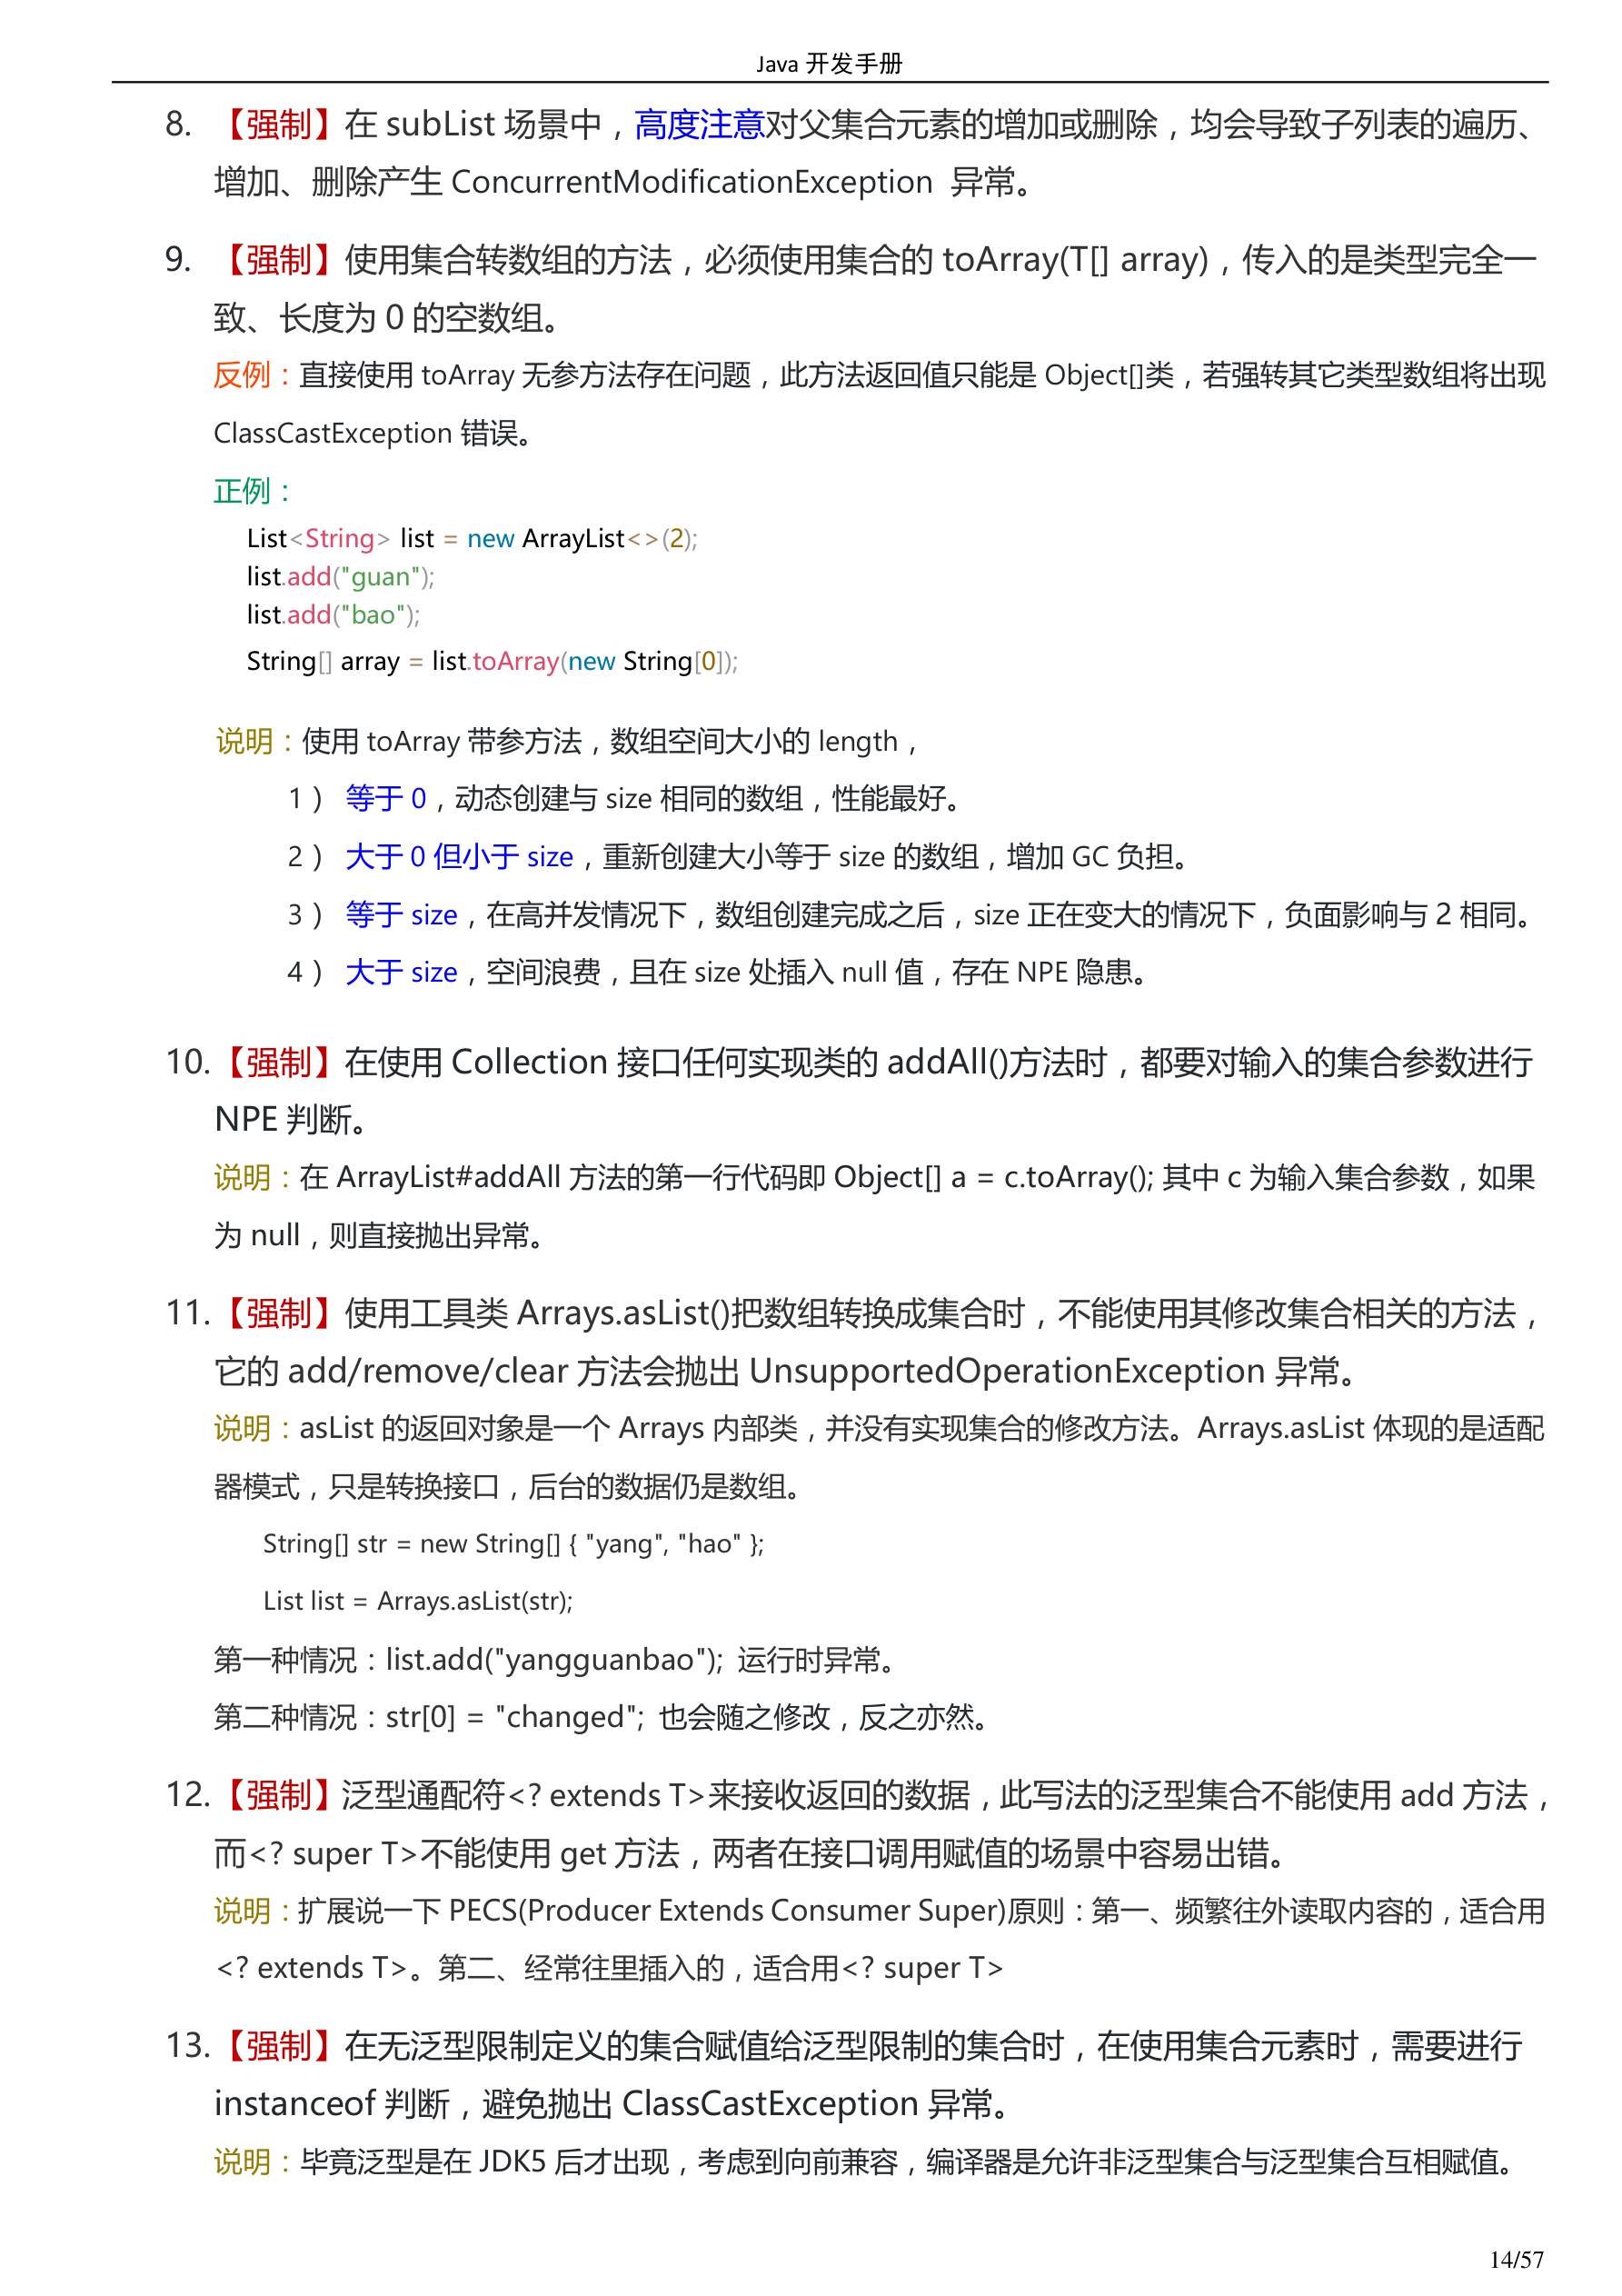 Java 开发手册
8. 【强制】在 subList 场景中，高度注意对父集合元素的增加或删除，均会导致子列表的遍历、
增加、删除产生 ConcurrentModificationException 异常。
9. 【强制】使用集合转数组的方法，必须使用集合的 toArray(T[] array)，传入的是类型完全一
致、长度为 0 的空数组。
反例：直接使用 toArray 无参方法存在问题，此方法返回值只能是 Object[]类，若强转其它类型数组将出现
ClassCastException 错误。
正例：
List<String> list = new ArrayList<>(2);
list.add("guan");
list.add("bao");
String[] array = list.toArray(new String[0]);
说明：使用 toArray 带参方法，数组空间大小的 length，
1） 等于 0，动态创建与 size 相同的数组，性能最好。
2） 大于 0 但小于 size，重新创建大小等于 size 的数组，增加 GC 负担。
3） 等于 size，在高并发情况下，数组创建完成之后，size 正在变大的情况下，负面影响与 2 相同。
4） 大于 size，空间浪费，且在 size 处插入 null 值，存在 NPE 隐患。
10. 【强制】在使用 Collection 接口任何实现类的 addAll()方法时，都要对输入的集合参数进行
NPE 判断。
说明：在 ArrayList#addAll 方法的第一行代码即 Object[] a = c.toArray(); 其中 c 为输入集合参数，如果
为 null，则直接抛出异常。
11. 【强制】使用工具类 Arrays.asList()把数组转换成集合时，不能使用其修改集合相关的方法，
它的 add/remove/clear 方法会抛出 UnsupportedOperationException 异常。
说明：asList 的返回对象是一个 Arrays 内部类，并没有实现集合的修改方法。Arrays.asList 体现的是适配
器模式，只是转换接口，后台的数据仍是数组。
String[] str = new String[] { "yang", "hao" };
List list = Arrays.asList(str);
第一种情况：list.add("yangguanbao"); 运行时异常。
第二种情况：str[0] = "changed"; 也会随之修改，反之亦然。
12. 【强制】泛型通配符<? extends T>来接收返回的数据，此写法的泛型集合不能使用 add 方法，
而<? super T>不能使用 get 方法，两者在接口调用赋值的场景中容易出错。
说明：扩展说一下 PECS(Producer Extends Consumer Super)原则：第一、频繁往外读取内容的，适合用
<? extends T>。第二、经常往里插入的，适合用<? super T>
13. 【强制】在无泛型限制定义的集合赋值给泛型限制的集合时，在使用集合元素时，需要进行
instanceof 判断，避免抛出 ClassCastException 异常。
说明：毕竟泛型是在 JDK5 后才出现，考虑到向前兼容，编译器是允许非泛型集合与泛型集合互相赋值。
14/57